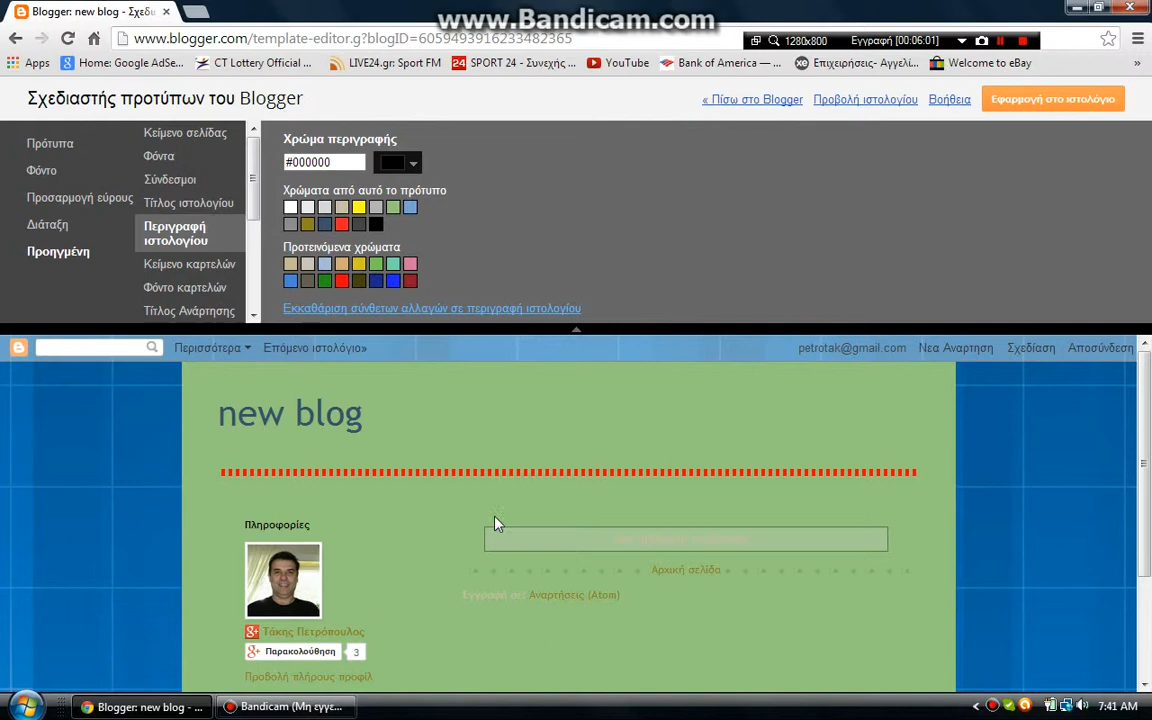 www.Bandicam.com
Blogger: new blog - Σχεδι
www.blogger.com/template-editor.g?blogID=6059493916233482365
1280x800
Εγγραφή [00:06:01]
Apps
Home: Google AdSe...
CT Lottery Official ...
LIVE24.gr: Sport FM
SPORT 24 - Συνεχής ...
YouTube
Bank of America — ...
Επιχειρήσεις- Αγγελί...
Welcome to eBay
»
Σχεδιαστής προτύπων του Blogger
« Πίσω στο Blogger
Προβολή ιστολογίου
Βοήθεια
Εφαρμογή στο ιστολόγιο
Πρότυπα
Φόντο
Προσαρμογή εύρους
Διάταξη
Προηγμένη
Κείμενο σελίδας
Φόντα
Σύνδεσμοι
Τίτλος ιστολογίου
Περιγραφή
ιστολογίου
Κείμενο καρτελών
Φόντο καρτελών
Τίτλος Ανάρτησης
Χρώμα περιγραφής
#000000
Χρώματα από αυτό το πρότυπο
Προτεινόμενα χρώματα
Εκκαθάριση σύνθετων αλλαγών σε περιγραφή ιστολογίου
Περισσότερα
Επόμενο ιστολόγιο»
petrotak@gmail.com
Νεα Αναρτηση
Σχεδίαση
Αποσύνδεση
new blog
Πληροφορίες
Τάκης Πετρόπουλος
Παρακολούθηση
3
Προβολή πλήρους προφίλ
Αρχική σελίδα
Εγγραφή σε: Αναρτήσεις (Atom)
Blogger: new blog - ...
Bandicam (Μη εγγε...
7:41 AM